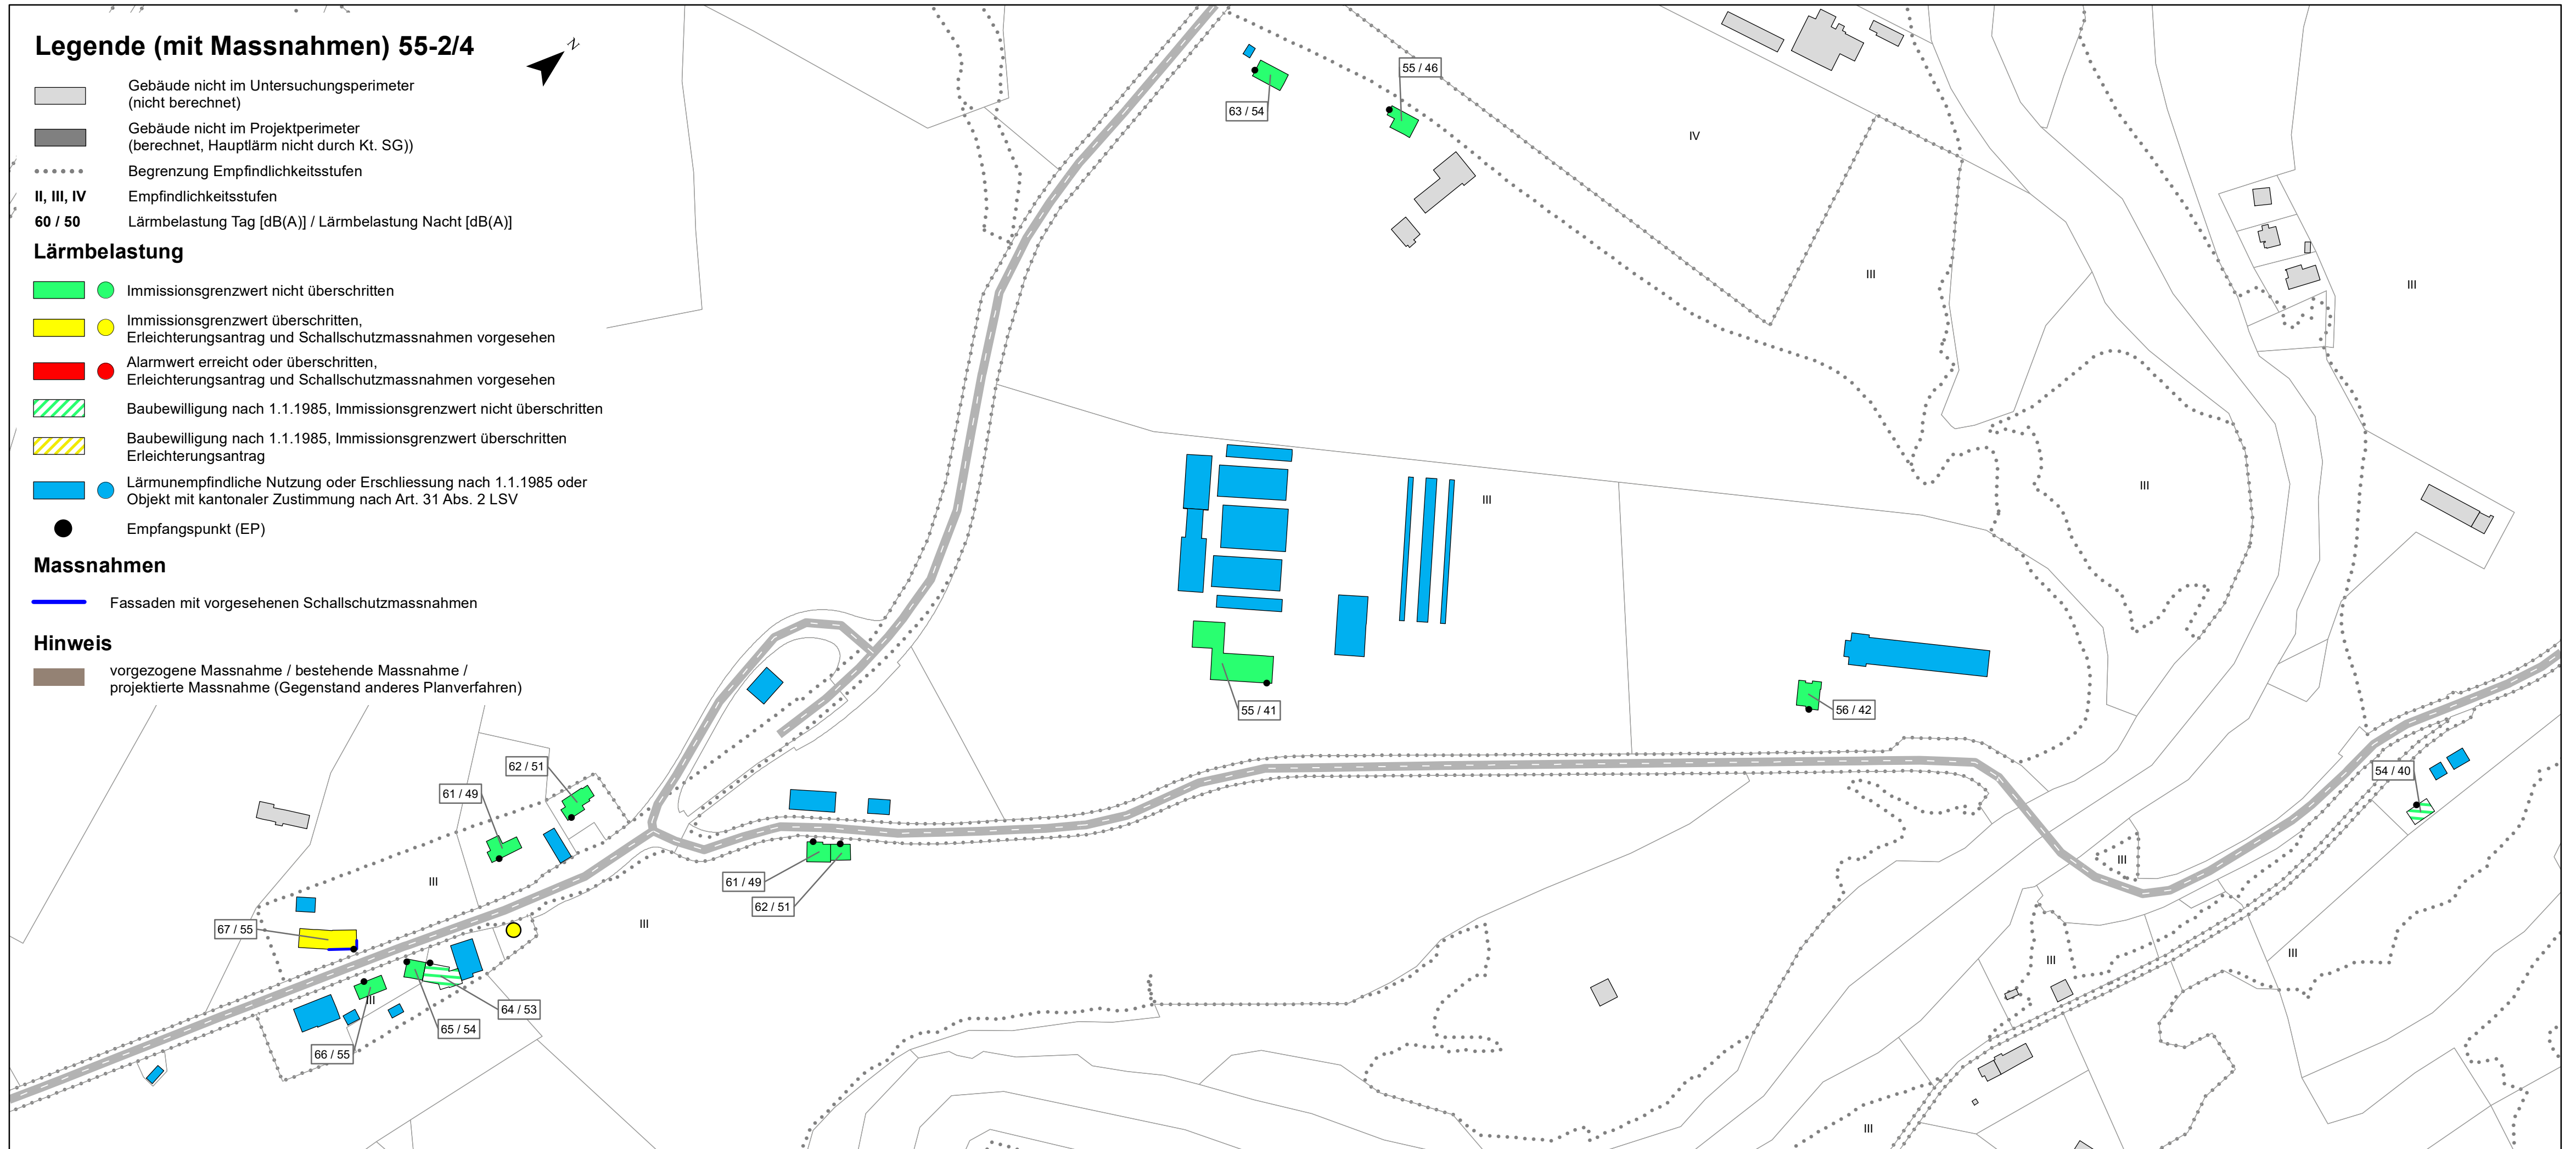 Legende (mit Massnahmen) 55-2/4
N
Gebäude nicht im Untersuchungsperimeter
(nicht berechnet)
Gebäude nicht im Projektperimeter
(berechnet, Hauptlärm nicht durch Kt. SG))
Begrenzung Empfindlichkeitsstufen
II, III, IV
Empfindlichkeitsstufen
60 / 50
Lärmbelastung Tag [dB(A)] / Lärmbelastung Nacht [dB(A)]
Lärmbelastung
Immissionsgrenzwert nicht überschritten
Immissionsgrenzwert überschritten,
Erleichterungsantrag und Schallschutzmassnahmen vorgesehen
Alarmwert erreicht oder überschritten,
Erleichterungsantrag und Schallschutzmassnahmen vorgesehen
Baubewilligung nach 1.1.1985, Immissionsgrenzwert nicht überschritten
Baubewilligung nach 1.1.1985, Immissionsgrenzwert überschritten
Erleichterungsantrag
Lärmunempfindliche Nutzung oder Erschliessung nach 1.1.1985 oder
Objekt mit kantonaler Zustimmung nach Art. 31 Abs. 2 LSV
Empfangspunkt (EP)
Massnahmen
Fassaden mit vorgesehenen Schallschutzmassnahmen
Hinweis
vorgezogene Massnahme / bestehende Massnahme /
projektierte Massnahme (Gegenstand anderes Planverfahren)
55 / 46
63 / 54
IV
III
III
III
III
55 / 41
56 / 42
62 / 51
54 / 40
61 / 49
III
III
61 / 49
62 / 51
III
67 / 55
III
III
III
64 / 53
65 / 54
66 / 55
III